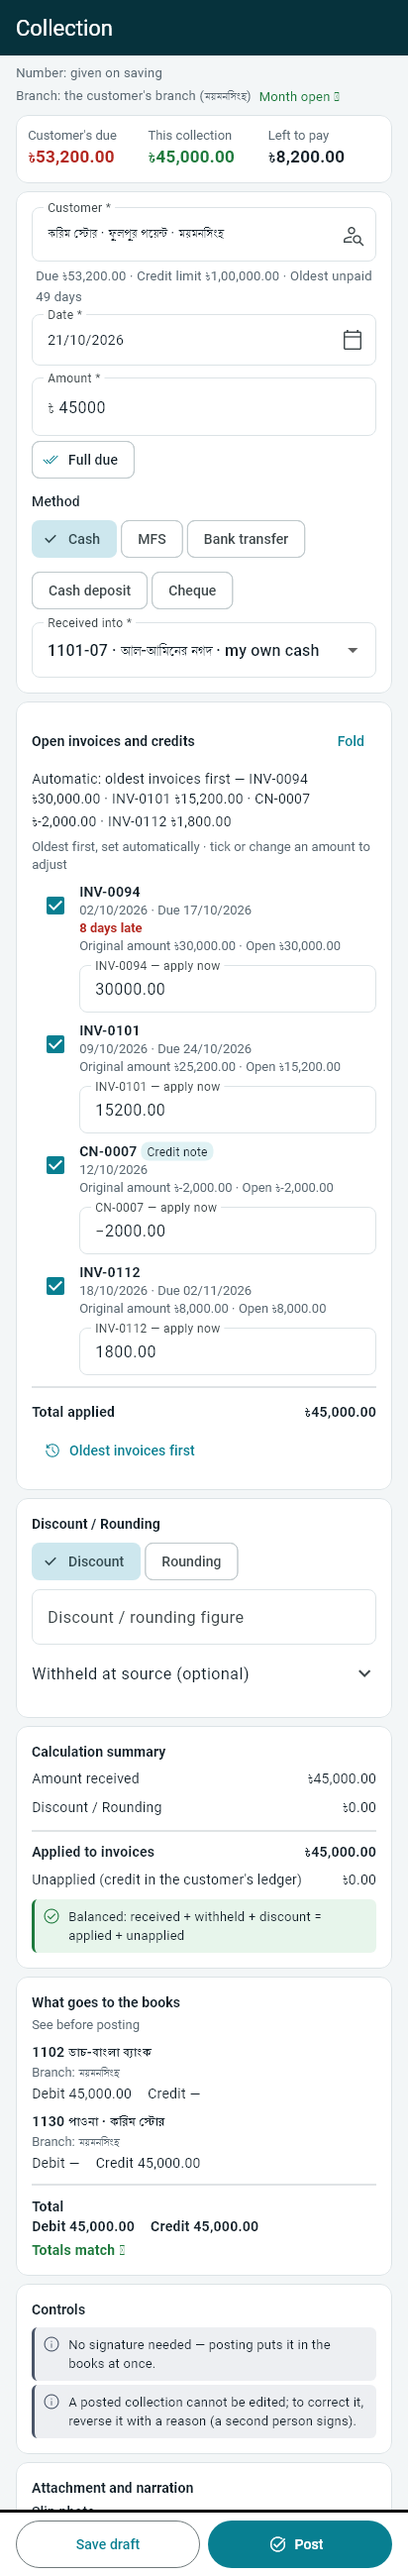 Collection
Number: given on saving
Branch: the customer's branch (ময়মনসিংহ) Month open
Customer's due This collection Left to pay
৳53,200.00 ৳45,000.00 ৳8,200.00
Customer *
করিম স্টোর · ফুলপুর পয়েন্ট · ময়মনসিংহ
Due ৳53,200.00 · Credit limit ৳1,00,000.00 · Oldest unpaid
49 days
Date *
21/10/2026
Amount *
৳ 45000
Full due
Method
Cash MFS Bank transfer
Cash deposit Cheque
Received into *
1101-07 · আল-আমিনের নগদ · my own cash
Open invoices and credits Fold
Automatic: oldest invoices first — INV-0094
৳30,000.00 · INV-0101 ৳15,200.00 · CN-0007
৳-2,000.00 · INV-0112 ৳1,800.00
Oldest first, set automatically · tick or change an amount to
adjust
INV-0094
02/10/2026 · Due 17/10/2026
8 days late
Original amount ৳30,000.00 · Open ৳30,000.00
INV-0094 — apply now
30000.00
INV-0101
09/10/2026 · Due 24/10/2026
Original amount ৳25,200.00 · Open ৳15,200.00
INV-0101 — apply now
15200.00
CN-0007 Credit note
12/10/2026
Original amount ৳-2,000.00 · Open ৳-2,000.00
CN-0007 — apply now
−2000.00
INV-0112
18/10/2026 · Due 02/11/2026
Original amount ৳8,000.00 · Open ৳8,000.00
INV-0112 — apply now
1800.00
Total applied ৳45,000.00
Oldest invoices first
Discount / Rounding
Discount Rounding
Discount / rounding figure
Withheld at source (optional)
Calculation summary
Amount received ৳45,000.00
Discount / Rounding ৳0.00
Applied to invoices ৳45,000.00
Unapplied (credit in the customer's ledger) ৳0.00
Balanced: received + withheld + discount =
applied + unapplied
What goes to the books
See before posting
1102 ডাচ-বাংলা ব্যাংক
Branch: ময়মনসিংহ
Debit 45,000.00 Credit —
1130 পাওনা · করিম স্টোর
Branch: ময়মনসিংহ
Debit — Credit 45,000.00
Total
Debit 45,000.00 Credit 45,000.00
Totals match
Controls
No signature needed — posting puts it in the
books at once.
A posted collection cannot be edited; to correct it,
reverse it with a reason (a second person signs).
Attachment and narration
Save draft Post